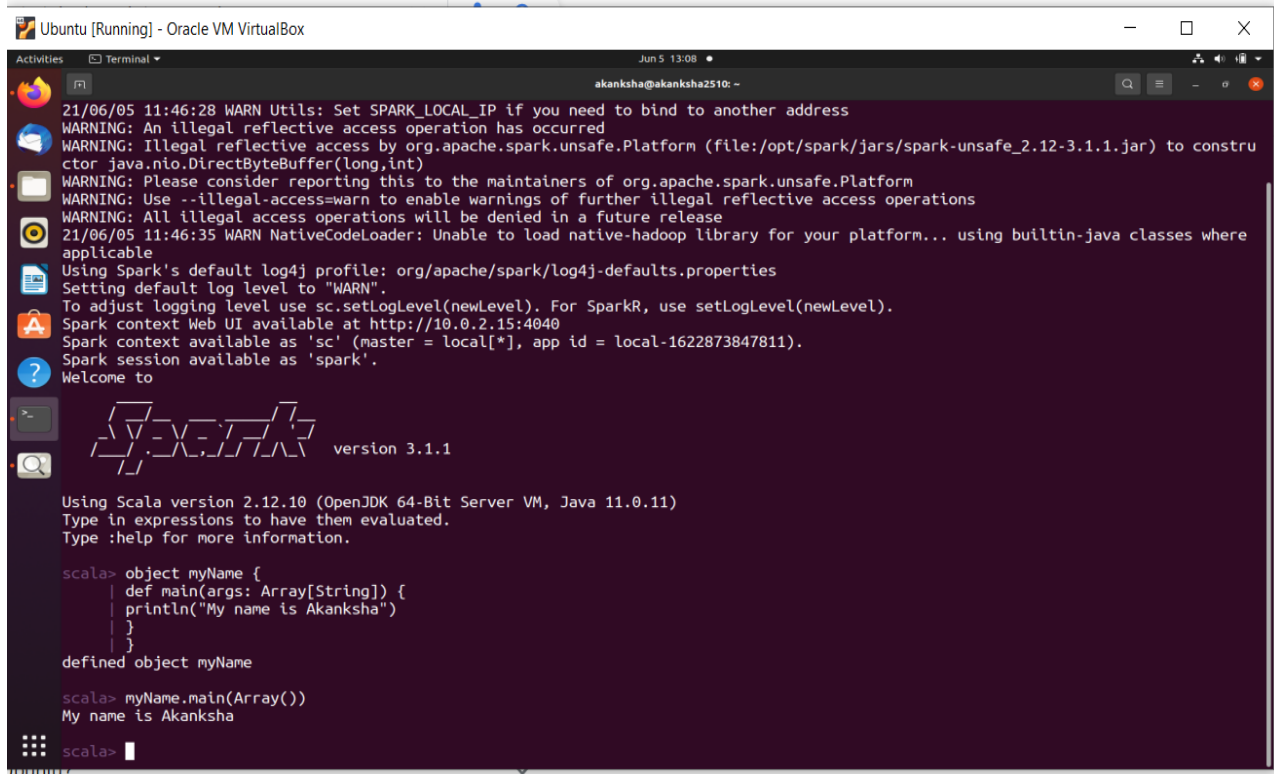 Ubuntu [Running] - Oracle VM VirtualBox
Activities Terminal Jun 5 13:08
akanksha@akanksha2510: ~
21/06/05 11:46:28 WARN Utils: Set SPARK_LOCAL_IP if you need to bind to another address
WARNING: An illegal reflective access operation has occurred
WARNING: Illegal reflective access by org.apache.spark.unsafe.Platform (file:/opt/spark/jars/spark-unsafe_2.12-3.1.1.jar) to constru
ctor java.nio.DirectByteBuffer(long,int)
WARNING: Please consider reporting this to the maintainers of org.apache.spark.unsafe.Platform
WARNING: Use --illegal-access=warn to enable warnings of further illegal reflective access operations
WARNING: All illegal access operations will be denied in a future release
21/06/05 11:46:35 WARN NativeCodeLoader: Unable to load native-hadoop library for your platform... using builtin-java classes where
applicable
Using Spark's default log4j profile: org/apache/spark/log4j-defaults.properties
Setting default log level to "WARN".
To adjust logging level use sc.setLogLevel(newLevel). For SparkR, use setLogLevel(newLevel).
Spark context Web UI available at http://10.0.2.15:4040
Spark context available as 'sc' (master = local[*], app id = local-1622873847811).
Spark session available as 'spark'.
Welcome to
Spark version 3.1.1
Using Scala version 2.12.10 (OpenJDK 64-Bit Server VM, Java 11.0.11)
Type in expressions to have them evaluated.
Type :help for more information.
scala> object myName {
| def main(args: Array[String]) {
| println("My name is Akanksha")
| }
| }
defined object myName
scala> myName.main(Array())
My name is Akanksha
scala>